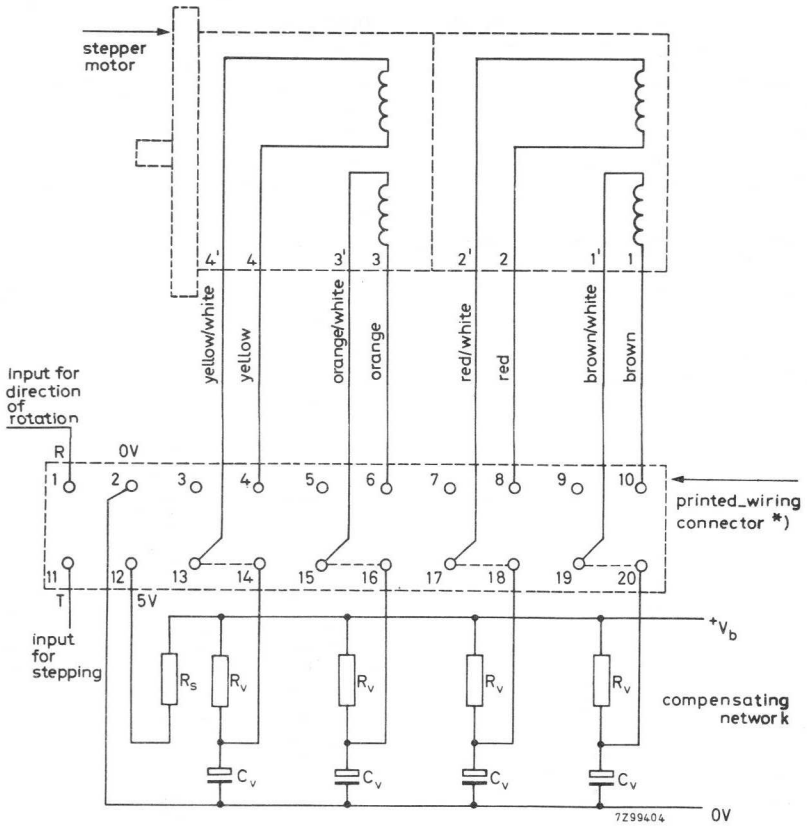 stepper
motor
4' 4 3' 3 2' 2 1' 1
yellow/white
yellow
orange/white
orange
red/white
red
brown/white
brown
input for
direction
of
rotation
R 0V
1 2 3 4 5 6 7 8 9 10
printed_wiring
connector *)
11 12 13 14 15 16 17 18 19 20
T 5V
input
for
stepping
+Vb
Rs Rv Rv Rv Rv
compensating
network
Cv Cv Cv Cv
7Z99404 0V